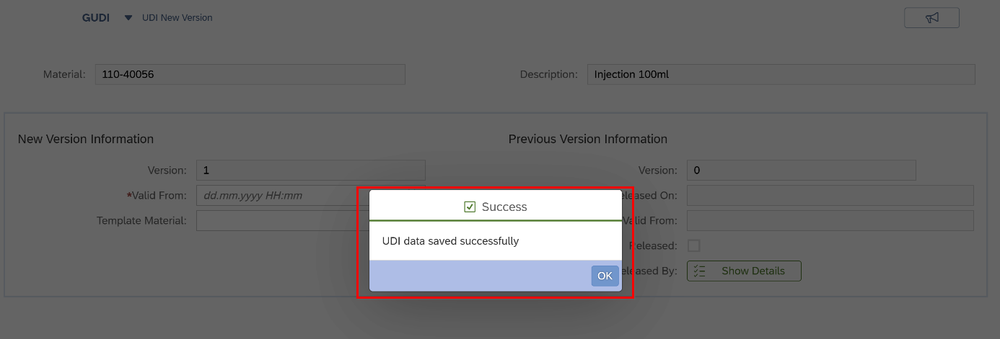 GUDI UDI New Version
Material: 110-40056 Description: Injection 100ml
New Version Information Previous Version Information
Version: 1 Version: 0
*Valid From: dd.mm.yyyy HH:mm eleased On:
Template Material: Valid From:
Success
UDI data saved successfully
Released:
eleased By: Show Details
OK